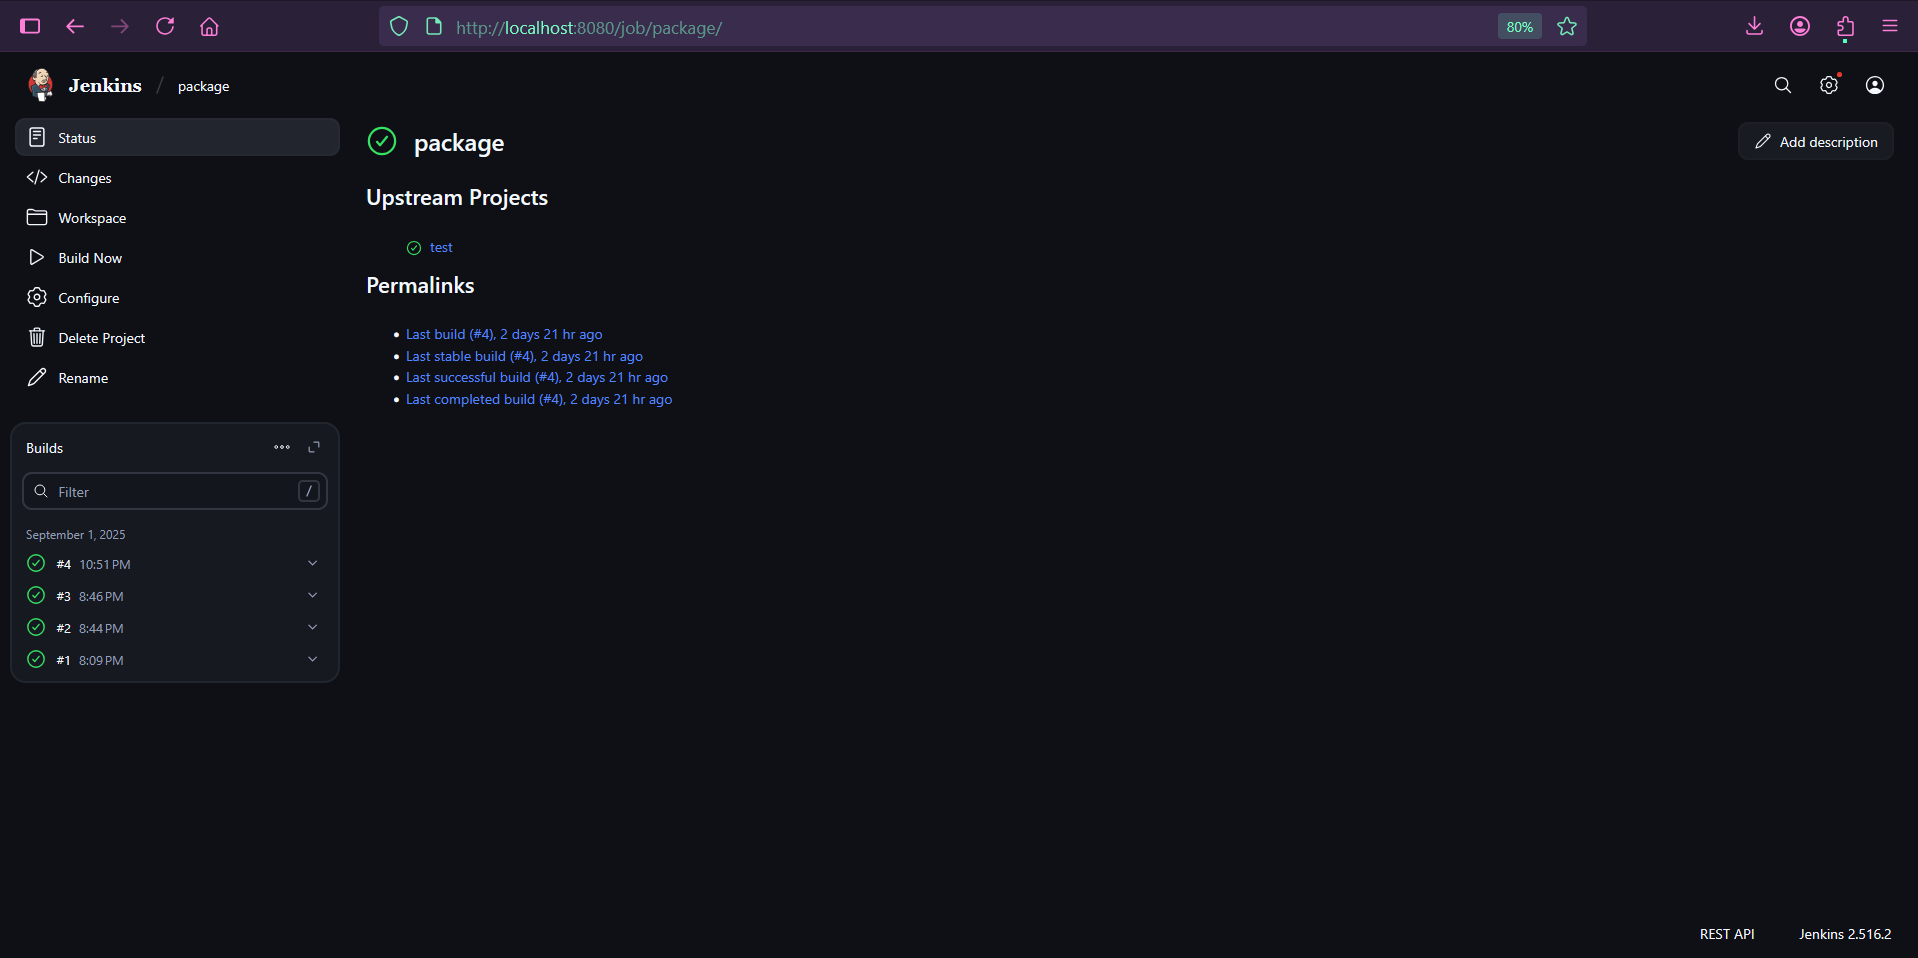 http://localhost:8080/job/package/
80%
Jenkins / package
Status
Changes
Workspace
Build Now
Configure
Delete Project
Rename
Builds
Filter /
September 1, 2025
#4 10:51 PM
#3 8:46 PM
#2 8:44 PM
#1 8:09 PM
package
Add description
Upstream Projects
test
Permalinks
Last build (#4), 2 days 21 hr ago
Last stable build (#4), 2 days 21 hr ago
Last successful build (#4), 2 days 21 hr ago
Last completed build (#4), 2 days 21 hr ago
REST API
Jenkins 2.516.2